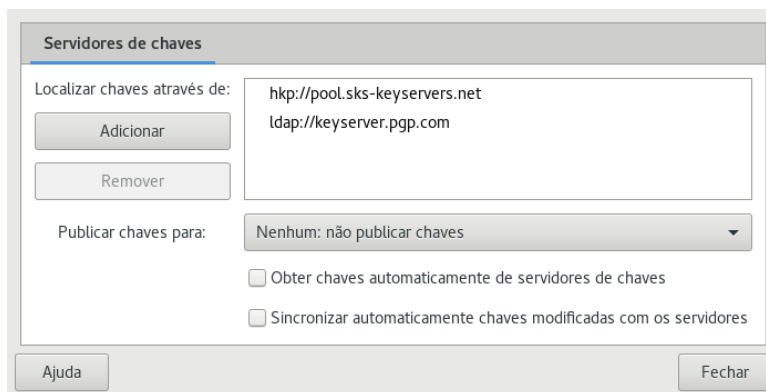 Servidores de chaves
Localizar chaves através de:
hkp://pool.sks-keyservers.net
ldap://keyserver.pgp.com
Adicionar
Remover
Publicar chaves para:
Nenhum: não publicar chaves
Obter chaves automaticamente de servidores de chaves
Sincronizar automaticamente chaves modificadas com os servidores
Ajuda
Fechar